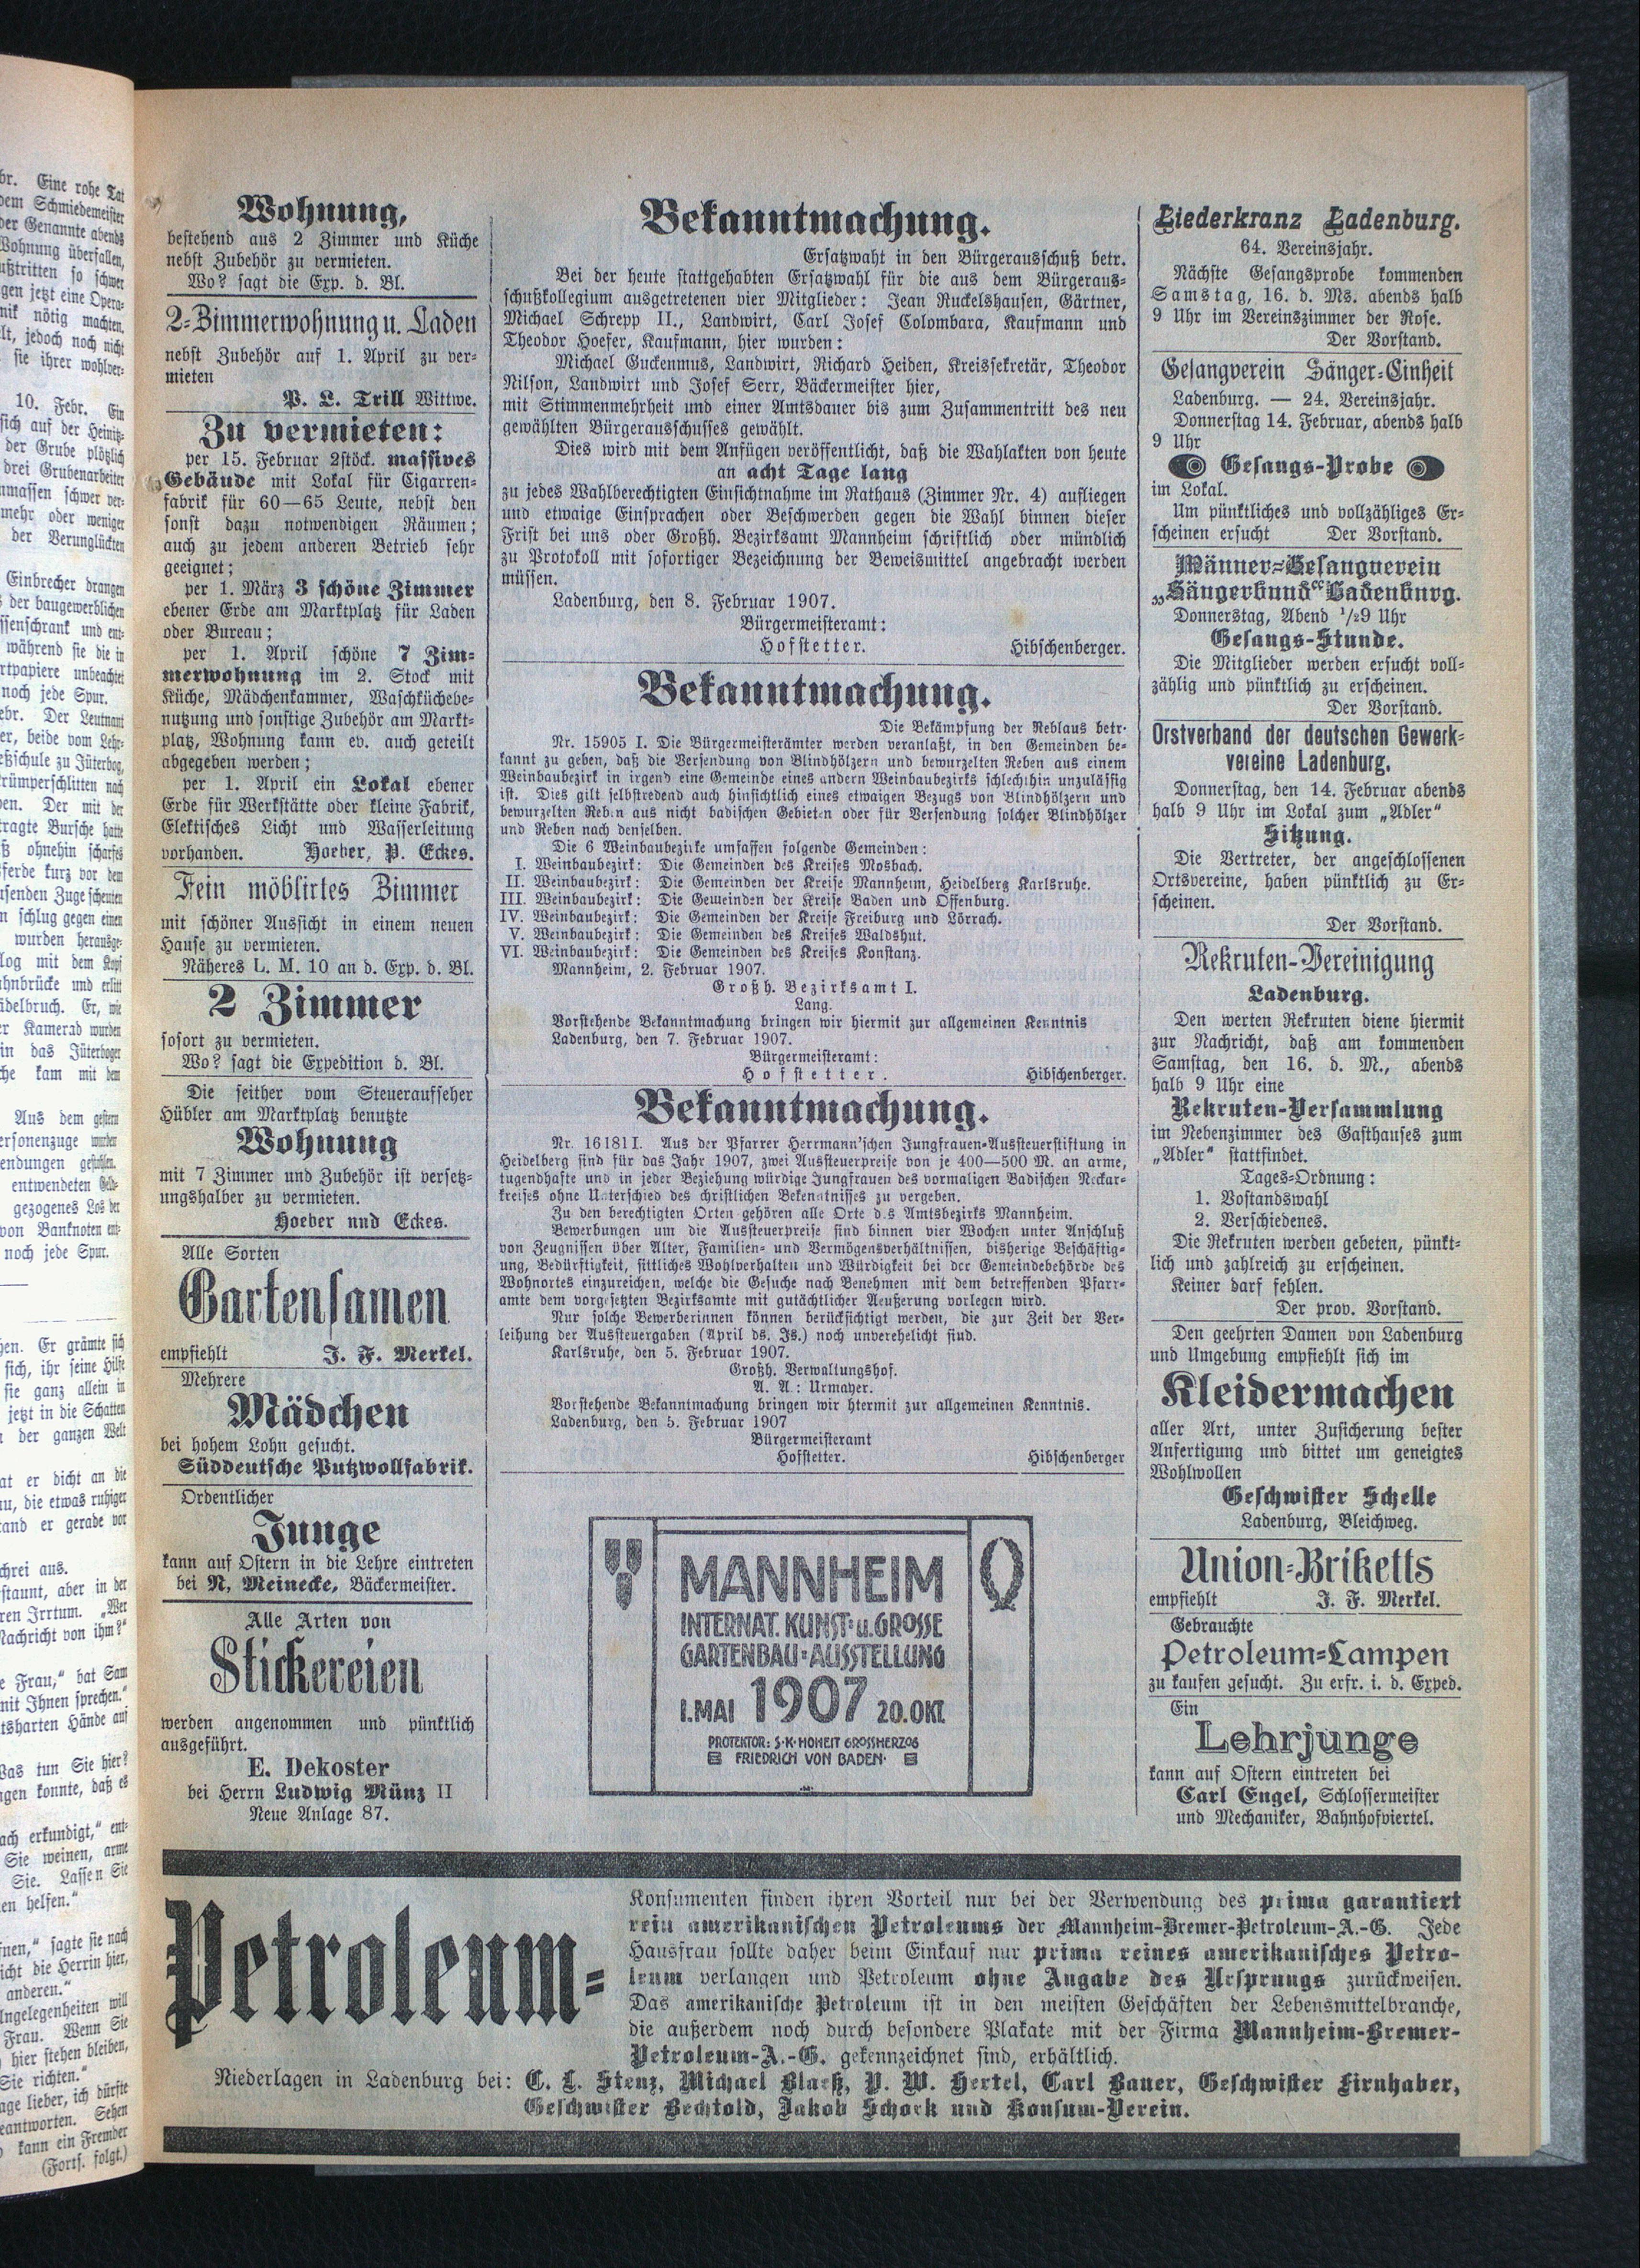 Wohnung,
bestehend aus 2 Zimmer und Küche
nebst Zubehör zu vermieten.
Wo? sagt die Exp. d. Bl.
2-Zimmerwohnung u. Laden
nebst Zubehör auf 1. April zu ver-
mieten
P. L. Trill Wittwe.
Zu vermieten:
per 15. Februar 2stöck. massives
Gebäude mit Lokal für Cigarren-
fabrik für 60—65 Leute, nebst den
sonst dazu notwendigen Räumen;
auch zu jedem anderen Betrieb sehr
geeignet;
per 1. März 3 schöne Zimmer
ebener Erde am Marktplatz für Laden
oder Bureau;
per 1. April schöne 7 Zim-
merwohnung im 2. Stock mit
Küche, Mädchenkammer, Waschküchebe-
nutzung und sonstige Zubehör am Markt-
platz, Wohnung kann ev. auch geteilt
abgegeben werden;
per 1. April ein Lokal ebener
Erde für Werkstätte oder kleine Fabrik,
Elektisches Licht und Wasserleitung
vorhanden. Hoeber, P. Eckes.
Fein möblirtes Zimmer
mit schöner Aussicht in einem neuen
Hause zu vermieten.
Näheres L. M. 10 an d. Exp. d. Bl.
2 Zimmer
sofort zu vermieten.
Wo? sagt die Expedition d. Bl.
Die seither vom Steueraufseher
Hübler am Marktplatz benutzte
Wohnung
mit 7 Zimmer und Zubehör ist versetz-
ungshalber zu vermieten.
Hoeber und Eckes.
Alle Sorten
Gartensamen
empfiehlt J. F. Merkel.
Mehrere
Mädchen
bei hohem Lohn gesucht.
Süddeutsche Putzwollfabrik.
Ordentlicher
Junge
kann auf Ostern in die Lehre eintreten
bei N. Meinecke, Bäckermeister.
Alle Arten von
Stickereien
werden angenommen und pünktlich
ausgeführt.
E. Dekoster
bei Herrn Ludwig Münz II
Neue Anlage 87.
Bekanntmachung.
Ersatzwahl in den Bürgerausschuß betr.
Bei der heute stattgehabten Ersatzwahl für die aus dem Bürgeraus-
schußkollegium ausgetretenen vier Mitglieder: Jean Ruckelshausen, Gärtner,
Michael Schrepp II., Landwirt, Carl Josef Colombara, Kaufmann und
Theodor Hoefer, Kaufmann, hier wurden:
Michael Guckenmus, Landwirt, Richard Heiden, Kreissekretär, Theodor
Nilson, Landwirt und Josef Serr, Bäckermeister hier,
mit Stimmenmehrheit und einer Amtsdauer bis zum Zusammentritt des neu
gewählten Bürgerausschusses gewählt.
Dies wird mit dem Anfügen veröffentlicht, daß die Wahlakten von heute
an acht Tage lang
zu jedes Wahlberechtigten Einsichtnahme im Rathaus (Zimmer Nr. 4) aufliegen
und etwaige Einsprachen oder Beschwerden gegen die Wahl binnen dieser
Frist bei uns oder Großh. Bezirksamt Mannheim schriftlich oder mündlich
zu Protokoll mit sofortiger Bezeichnung der Beweismittel angebracht werden
müssen.
Ladenburg, den 8. Februar 1907.
Bürgermeisteramt:
Hofstetter. Hibschenberger.
Bekanntmachung.
Die Bekämpfung der Reblaus betr.
Nr. 15905 I. Die Bürgermeisterämter werden veranlaßt, in den Gemeinden be-
kannt zu geben, daß die Versendung von Blindhölzern und bewurzelten Reben aus einem
Weinbaubezirk in irgend eine Gemeinde eines andern Weinbaubezirks schlechthin unzulässig
ist. Dies gilt selbstredend auch hinsichtlich eines etwaigen Bezugs von Blindhölzern und
bewurzelten Reben aus nicht badischen Gebieten oder für Versendung solcher Blindhölzer
und Reben nach denselben.
Die 6 Weinbaubezirke umfassen folgende Gemeinden:
I. Weinbaubezirk: Die Gemeinden des Kreises Mosbach.
II. Weinbaubezirk: Die Gemeinden der Kreise Mannheim, Heidelberg Karlsruhe.
III. Weinbaubezirk: Die Gemeinden der Kreise Baden und Offenburg.
IV. Weinbaubezirk: Die Gemeinden der Kreise Freiburg und Lörrach.
V. Weinbaubezirk: Die Gemeinden des Kreises Waldshut.
VI. Weinbaubezirk: Die Gemeinden des Kreises Konstanz.
Mannheim, 2. Februar 1907.
Großh. Bezirksamt I.
Lang.
Vorstehende Bekanntmachung bringen wir hiermit zur allgemeinen Kenntnis
Ladenburg, den 7. Februar 1907.
Bürgermeisteramt:
Hofstetter. Hibschenberger.
Bekanntmachung.
Nr. 16181 I. Aus der Pfarrer Herrmann'schen Jungfrauen-Aussteuerstiftung in
Heidelberg sind für das Jahr 1907, zwei Aussteuerpreise von je 400—500 M. an arme,
tugendhafte und in jeder Beziehung würdige Jungfrauen des vormaligen Badischen Neckar-
kreises ohne Unterschied des christlichen Bekenntnisses zu vergeben.
Zu den berechtigten Orten gehören alle Orte des Amtsbezirks Mannheim.
Bewerbungen um die Aussteuerpreise sind binnen vier Wochen unter Anschluß
von Zeugnissen über Alter, Familien- und Vermögensverhältnissen, bisherige Beschäftig-
ung, Bedürftigkeit, sittliches Wohlverhalten und Würdigkeit bei der Gemeindebehörde des
Wohnortes einzureichen, welche die Gesuche nach Benehmen mit dem betreffenden Pfarr-
amte dem vorgesetzten Bezirksamte mit gutächtlicher Aeußerung vorlegen wird.
Nur solche Bewerberinnen können berücksichtigt werden, die zur Zeit der Ver-
leihung der Aussteuergaben (April ds. Js.) noch unverehelicht sind.
Karlsruhe, den 5. Februar 1907.
Großh. Verwaltungshof.
A. A.: Urmayer.
Vorstehende Bekanntmachung bringen wir htermit zur allgemeinen Kenntnis.
Ladenburg, den 5. Februar 1907
Bürgermeisteramt
Hofstetter. Hibschenberger
MANNHEIM
INTERNAT. KUNST- u. GROSSE
GARTENBAU-AUSSTELLUNG
1. MAI 1907 20. OKT.
PROTEKTOR: S. K. HOHEIT GROSSHERZOG
FRIEDRICH VON BADEN
Liederkranz Ladenburg.
64. Vereinsjahr.
Nächste Gesangsprobe kommenden
Samstag, 16. d. Ms. abends halb
9 Uhr im Vereinszimmer der Rose.
Der Vorstand.
Gesangverein Sänger-Einheit
Ladenburg. — 24. Vereinsjahr.
Donnerstag 14. Februar, abends halb
9 Uhr
Gesangs-Probe
im Lokal.
Um pünktliches und vollzähliges Er-
scheinen ersucht Der Vorstand.
Männer-Gesangverein
„Sängerbund“ Ladenburg.
Donnerstag, Abend 1/29 Uhr
Gesangs-Stunde.
Die Mitglieder werden ersucht voll-
zählig und pünktlich zu erscheinen.
Der Vorstand.
Orstverband der deutschen Gewerk-
vereine Ladenburg.
Donnerstag, den 14. Februar abends
halb 9 Uhr im Lokal zum „Adler“
Sitzung.
Die Vertreter, der angeschlossenen
Ortsvereine, haben pünktlich zu Er-
scheinen.
Der Vorstand.
Rekruten-Vereinigung
Ladenburg.
Den werten Rekruten diene hiermit
zur Nachricht, daß am kommenden
Samstag, den 16. d. M., abends
halb 9 Uhr eine
Rekruten-Versammlung
im Nebenzimmer des Gasthauses zum
„Adler“ stattfindet.
Tages-Ordnung:
1. Vostandswahl
2. Verschiedenes.
Die Rekruten werden gebeten, pünkt-
lich und zahlreich zu erscheinen.
Keiner darf fehlen.
Der prov. Vorstand.
Den geehrten Damen von Ladenburg
und Umgebung empfiehlt sich im
Kleidermachen
aller Art, unter Zusicherung bester
Anfertigung und bittet um geneigtes
Wohlwollen
Geschwister Schelle
Ladenburg, Bleichweg.
Union-Briketts
empfiehlt J. F. Merkel.
Gebrauchte
Petroleum-Lampen
zu kaufen gesucht. Zu erfr. i. d. Exped.
Ein
Lehrjunge
kann auf Ostern eintreten bei
Carl Engel, Schlossermeister
und Mechaniker, Bahnhofviertel.
Petroleum-
Konsumenten finden ihren Vorteil nur bei der Verwendung des prima garantiert
rein amerikanischen Petroleums der Mannheim-Bremer-Petroleum-A.-G. Jede
Hausfrau sollte daher beim Einkauf nur prima reines amerikanisches Petro-
leum verlangen und Petroleum ohne Angabe des Ursprungs zurückweisen.
Das amerikanische Petroleum ist in den meisten Geschäften der Lebensmittelbranche,
die außerdem noch durch besondere Plakate mit der Firma Mannheim-Bremer-
Petroleum-A.-G. gekennzeichnet sind, erhältlich.
Niederlagen in Ladenburg bei: C. L. Stenz, Michael Blaeß, P. W. Hertel, Carl Bauer, Geschwister Firnhaber,
Geschwister Bechtold, Jakob Schork und Konsum-Verein.